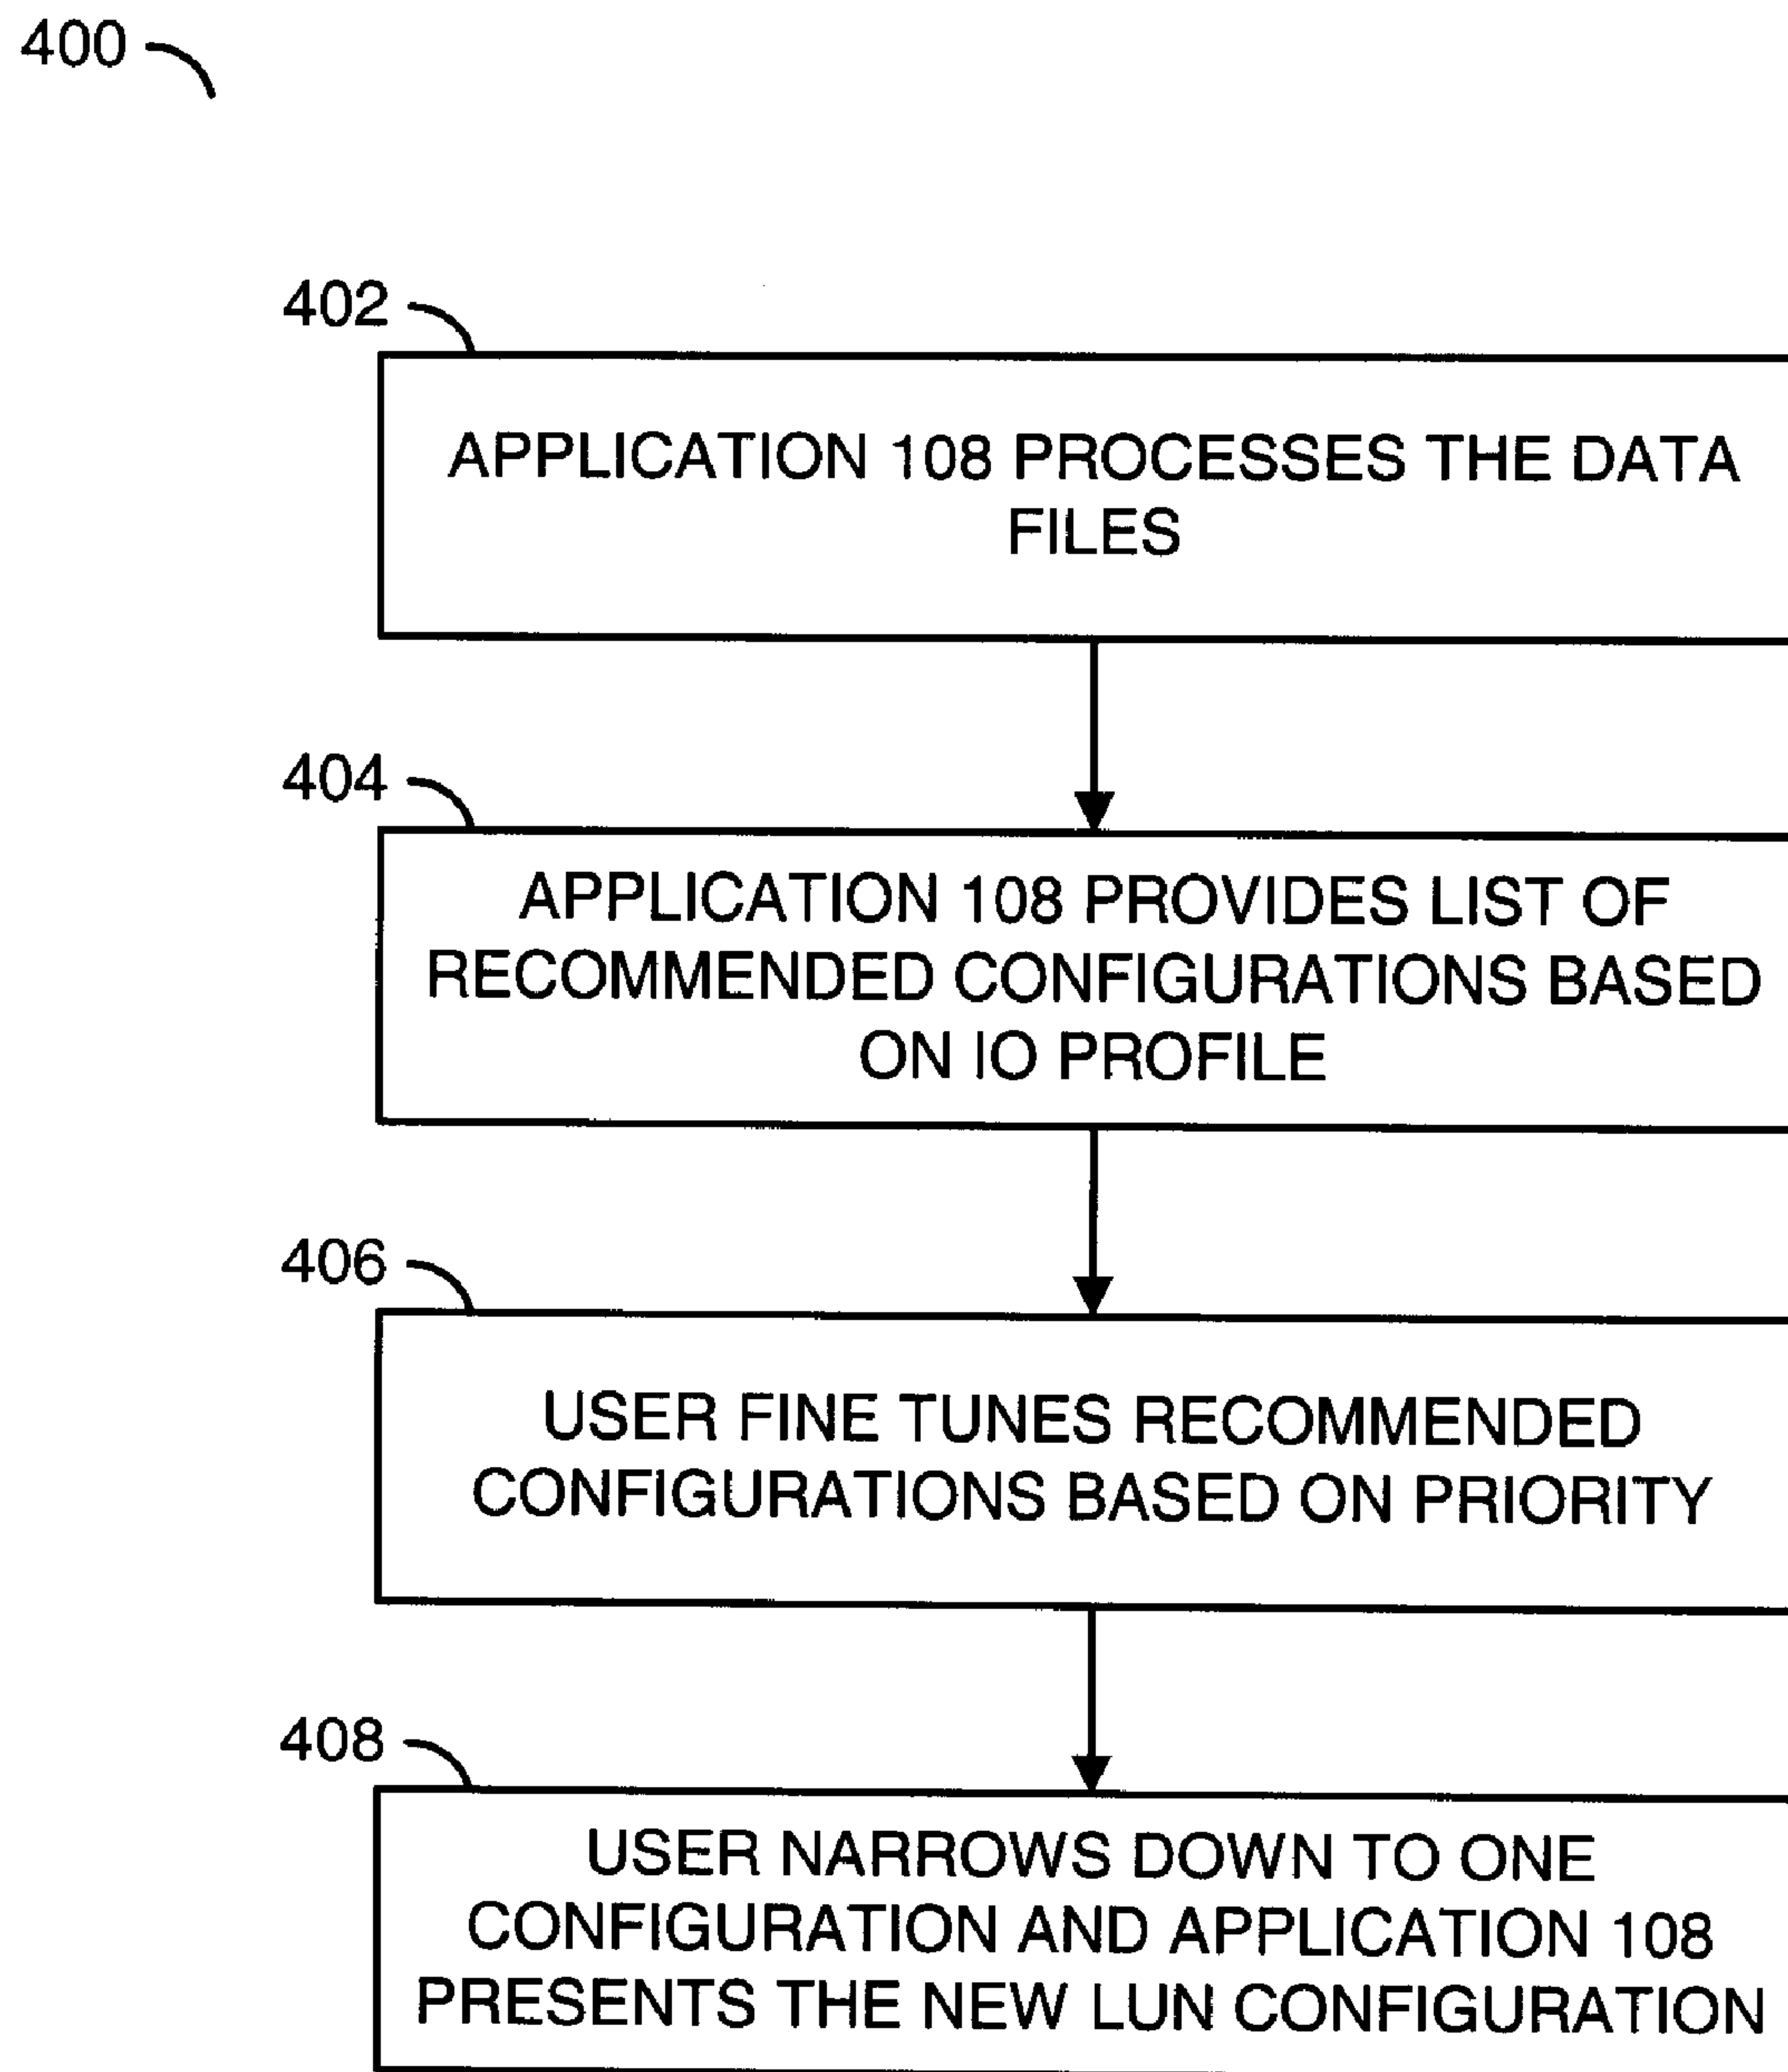 400
402
APPLICATION 108 PROCESSES THE DATA
FILES
404
APPLICATION 108 PROVIDES LIST OF
RECOMMENDED CONFIGURATIONS BASED
ON IO PROFILE
406
USER FINE TUNES RECOMMENDED
CONFIGURATIONS BASED ON PRIORITY
408
USER NARROWS DOWN TO ONE
CONFIGURATION AND APPLICATION 108
PRESENTS THE NEW LUN CONFIGURATION